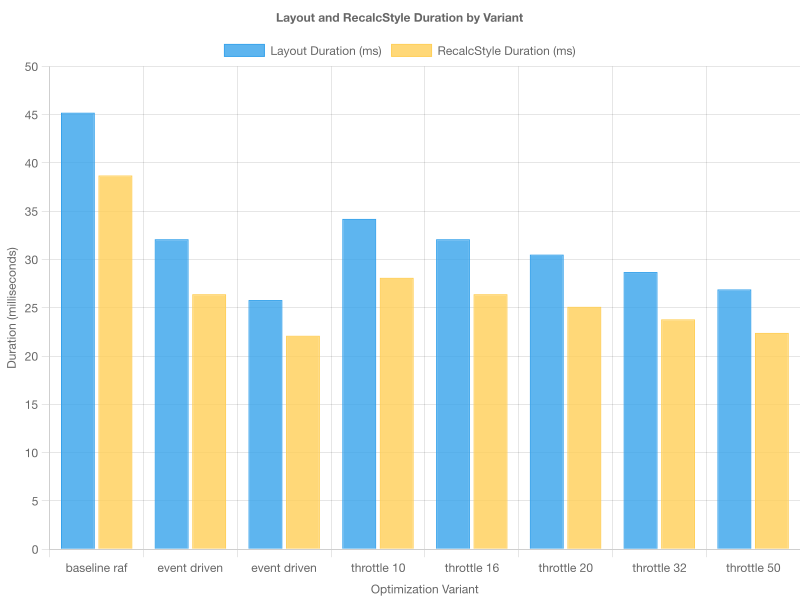 Layout and RecalcStyle Duration by Variant
Layout Duration (ms) RecalcStyle Duration (ms)
50
45
40
35
30
25
20
15
10
5
0
Duration (milliseconds)
baseline raf event driven event driven throttle 10 throttle 16 throttle 20 throttle 32 throttle 50
Optimization Variant